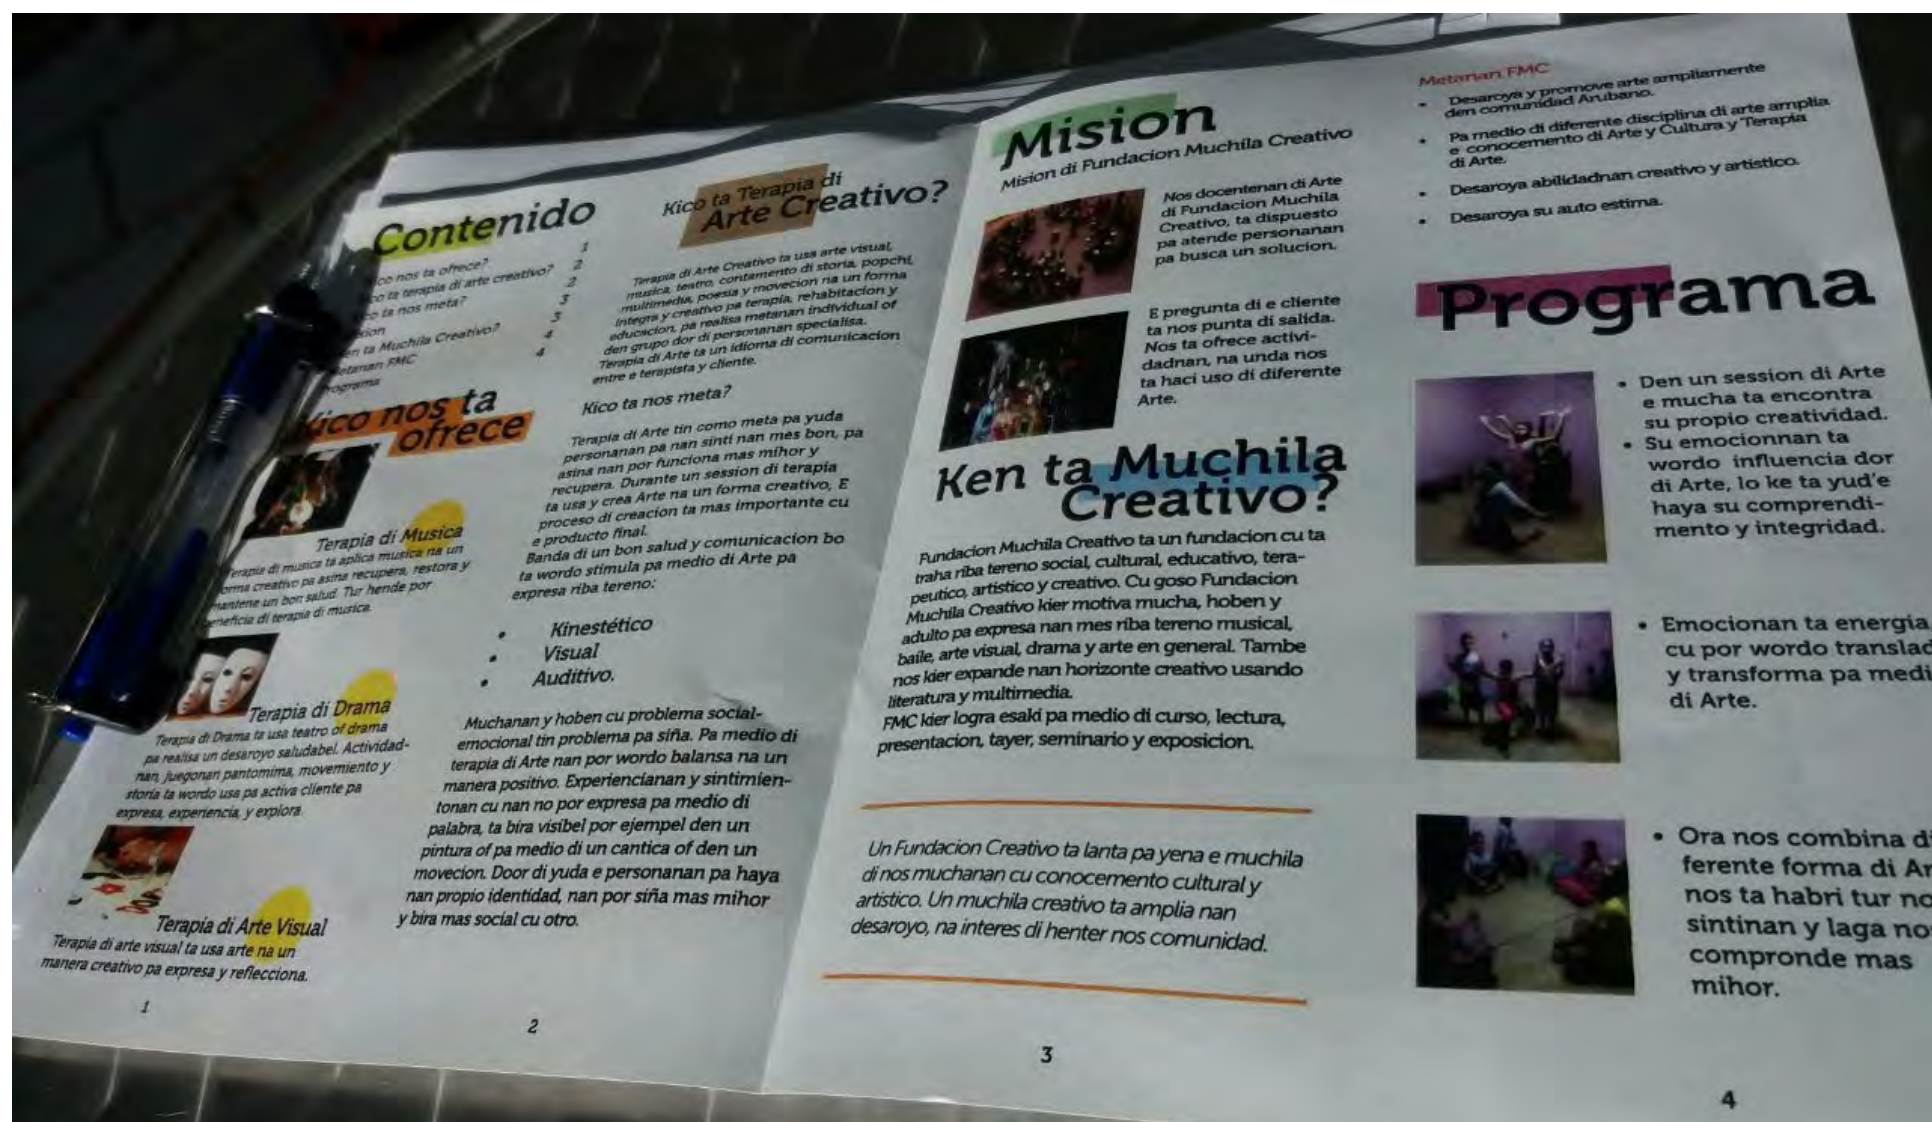 Contenido
nos ta ofrece? 1
ta terapia di arte creativo? 2
ta nos meta? 2
3
ta Muchila Creativo? 3
Metanan FMC 4
Programa 4
Kico nos ta
ofrece
Terapia di Musica
Terapia di musica ta aplica musica na un
forma creativo pa asina recupera, restora y
mantene un bon salud. Tur hende por
beneficia di terapia di musica.
Terapia di Drama
Terapia di Drama ta usa teatro of drama
pa realisa un desaroyo saludabel. Actividad-
nan, juegonan pantomima, movemiento y
storia ta wordo usa pa activa cliente pa
expresa, experiencia, y explora.
Terapia di Arte Visual
Terapia di arte visual ta usa arte na un
manera creativo pa expresa y reflecciona.
1
Kico ta Terapia di
Arte Creativo?
Terapia di Arte Creativo ta usa arte visual,
musica, teatro, contamento di storia, popchi,
multimedia, poesia y movecion na un forma
integra y creativo pa terapia, rehabilitacion y
educacion, pa realisa metanan individual of
den grupo dor di personanan specialisa.
Terapia di Arte ta un idioma di comunicacion
entre e terapista y cliente.
Kico ta nos meta?
Terapia di Arte tin como meta pa yuda
personanan pa nan sinti nan mes bon, pa
asina nan por funciona mas mihor y
recupera. Durante un session di terapia
ta usa y crea Arte na un forma creativo, E
proceso di creacion ta mas importante cu
e producto final.
Banda di un bon salud y comunicacion bo
ta wordo stimula pa medio di Arte pa
expresa riba tereno:
• Kinestético
• Visual
• Auditivo.
Muchanan y hoben cu problema social-
emocional tin problema pa siña. Pa medio di
terapia di Arte nan por wordo balansa na un
manera positivo. Experiencianan y sintimien-
tonan cu nan no por expresa pa medio di
palabra, ta bira visibel por ejempel den un
pintura of pa medio di un cantica of den un
movecion. Door di yuda e personanan pa haya
nan propio identidad, nan por siña mas mihor
y bira mas social cu otro.
2
Mision
Mision di Fundacion Muchila Creativo
Nos docentenan di Arte
di Fundacion Muchila
Creativo, ta dispuesto
pa atende personanan
pa busca un solucion.
E pregunta di e cliente
ta nos punta di salida.
Nos ta ofrece activi-
dadnan, na unda nos
ta haci uso di diferente
Arte.
Ken ta Muchila
Creativo?
Fundacion Muchila Creativo ta un fundacion cu ta
traha riba tereno social, cultural, educativo, tera-
peutico, artistico y creativo. Cu goso Fundacion
Muchila Creativo kier motiva mucha, hoben y
adulto pa expresa nan mes riba tereno musical,
baile, arte visual, drama y arte en general. Tambe
nos kier expande nan horizonte creativo usando
literatura y multimedia.
FMC kier logra esaki pa medio di curso, lectura,
presentacion, tayer, seminario y exposicion.
Un Fundacion Creativo ta lanta pa yena e muchila
di nos muchanan cu conocemento cultural y
artistico. Un muchila creativo ta amplia nan
desaroyo, na interes di henter nos comunidad.
3
Metanan FMC
• Desaroya y promove arte ampliamente
den comunidad Arubano.
• Pa medio di diferente disciplina di arte amplia
e conocemento di Arte y Cultura y Terapia
di Arte.
• Desaroya abilidadnan creativo y artistico.
• Desaroya su auto estima.
Programa
• Den un session di Arte
e mucha ta encontra
su propio creatividad.
• Su emocionnan ta
wordo influencia dor
di Arte, lo ke ta yud'e
haya su comprendi-
mento y integridad.
• Emocionan ta energia
cu por wordo translad
y transforma pa medi
di Arte.
• Ora nos combina di
ferente forma di Ar
nos ta habri tur no
sintinan y laga no
compronde mas
mihor.
4